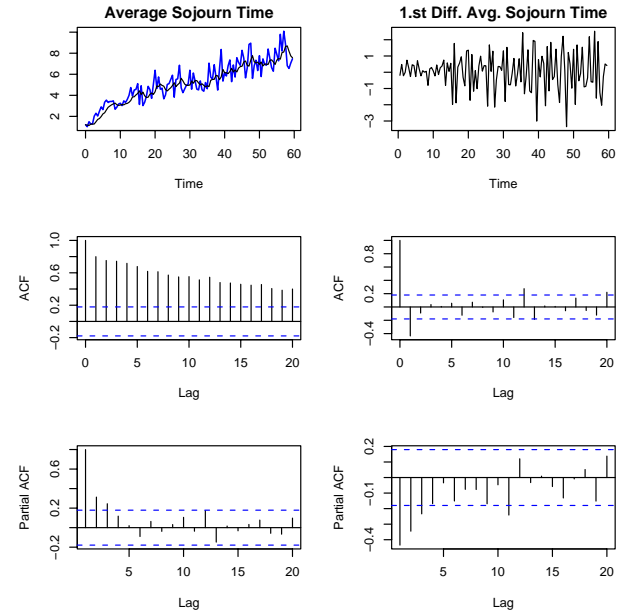 Average Sojourn Time
8
6
4
2
0 10 20 30 40 50 60
Time
1.st Diff. Avg. Sojourn Time
1
-1
-3
0 10 20 30 40 50 60
Time
ACF
1.0
0.6
0.2
-0.2
0 5 10 15 20
Lag
ACF
0.8
0.2
-0.4
0 5 10 15 20
Lag
Partial ACF
0.6
0.2
-0.2
5 10 15 20
Lag
Partial ACF
0.2
-0.1
-0.4
5 10 15 20
Lag